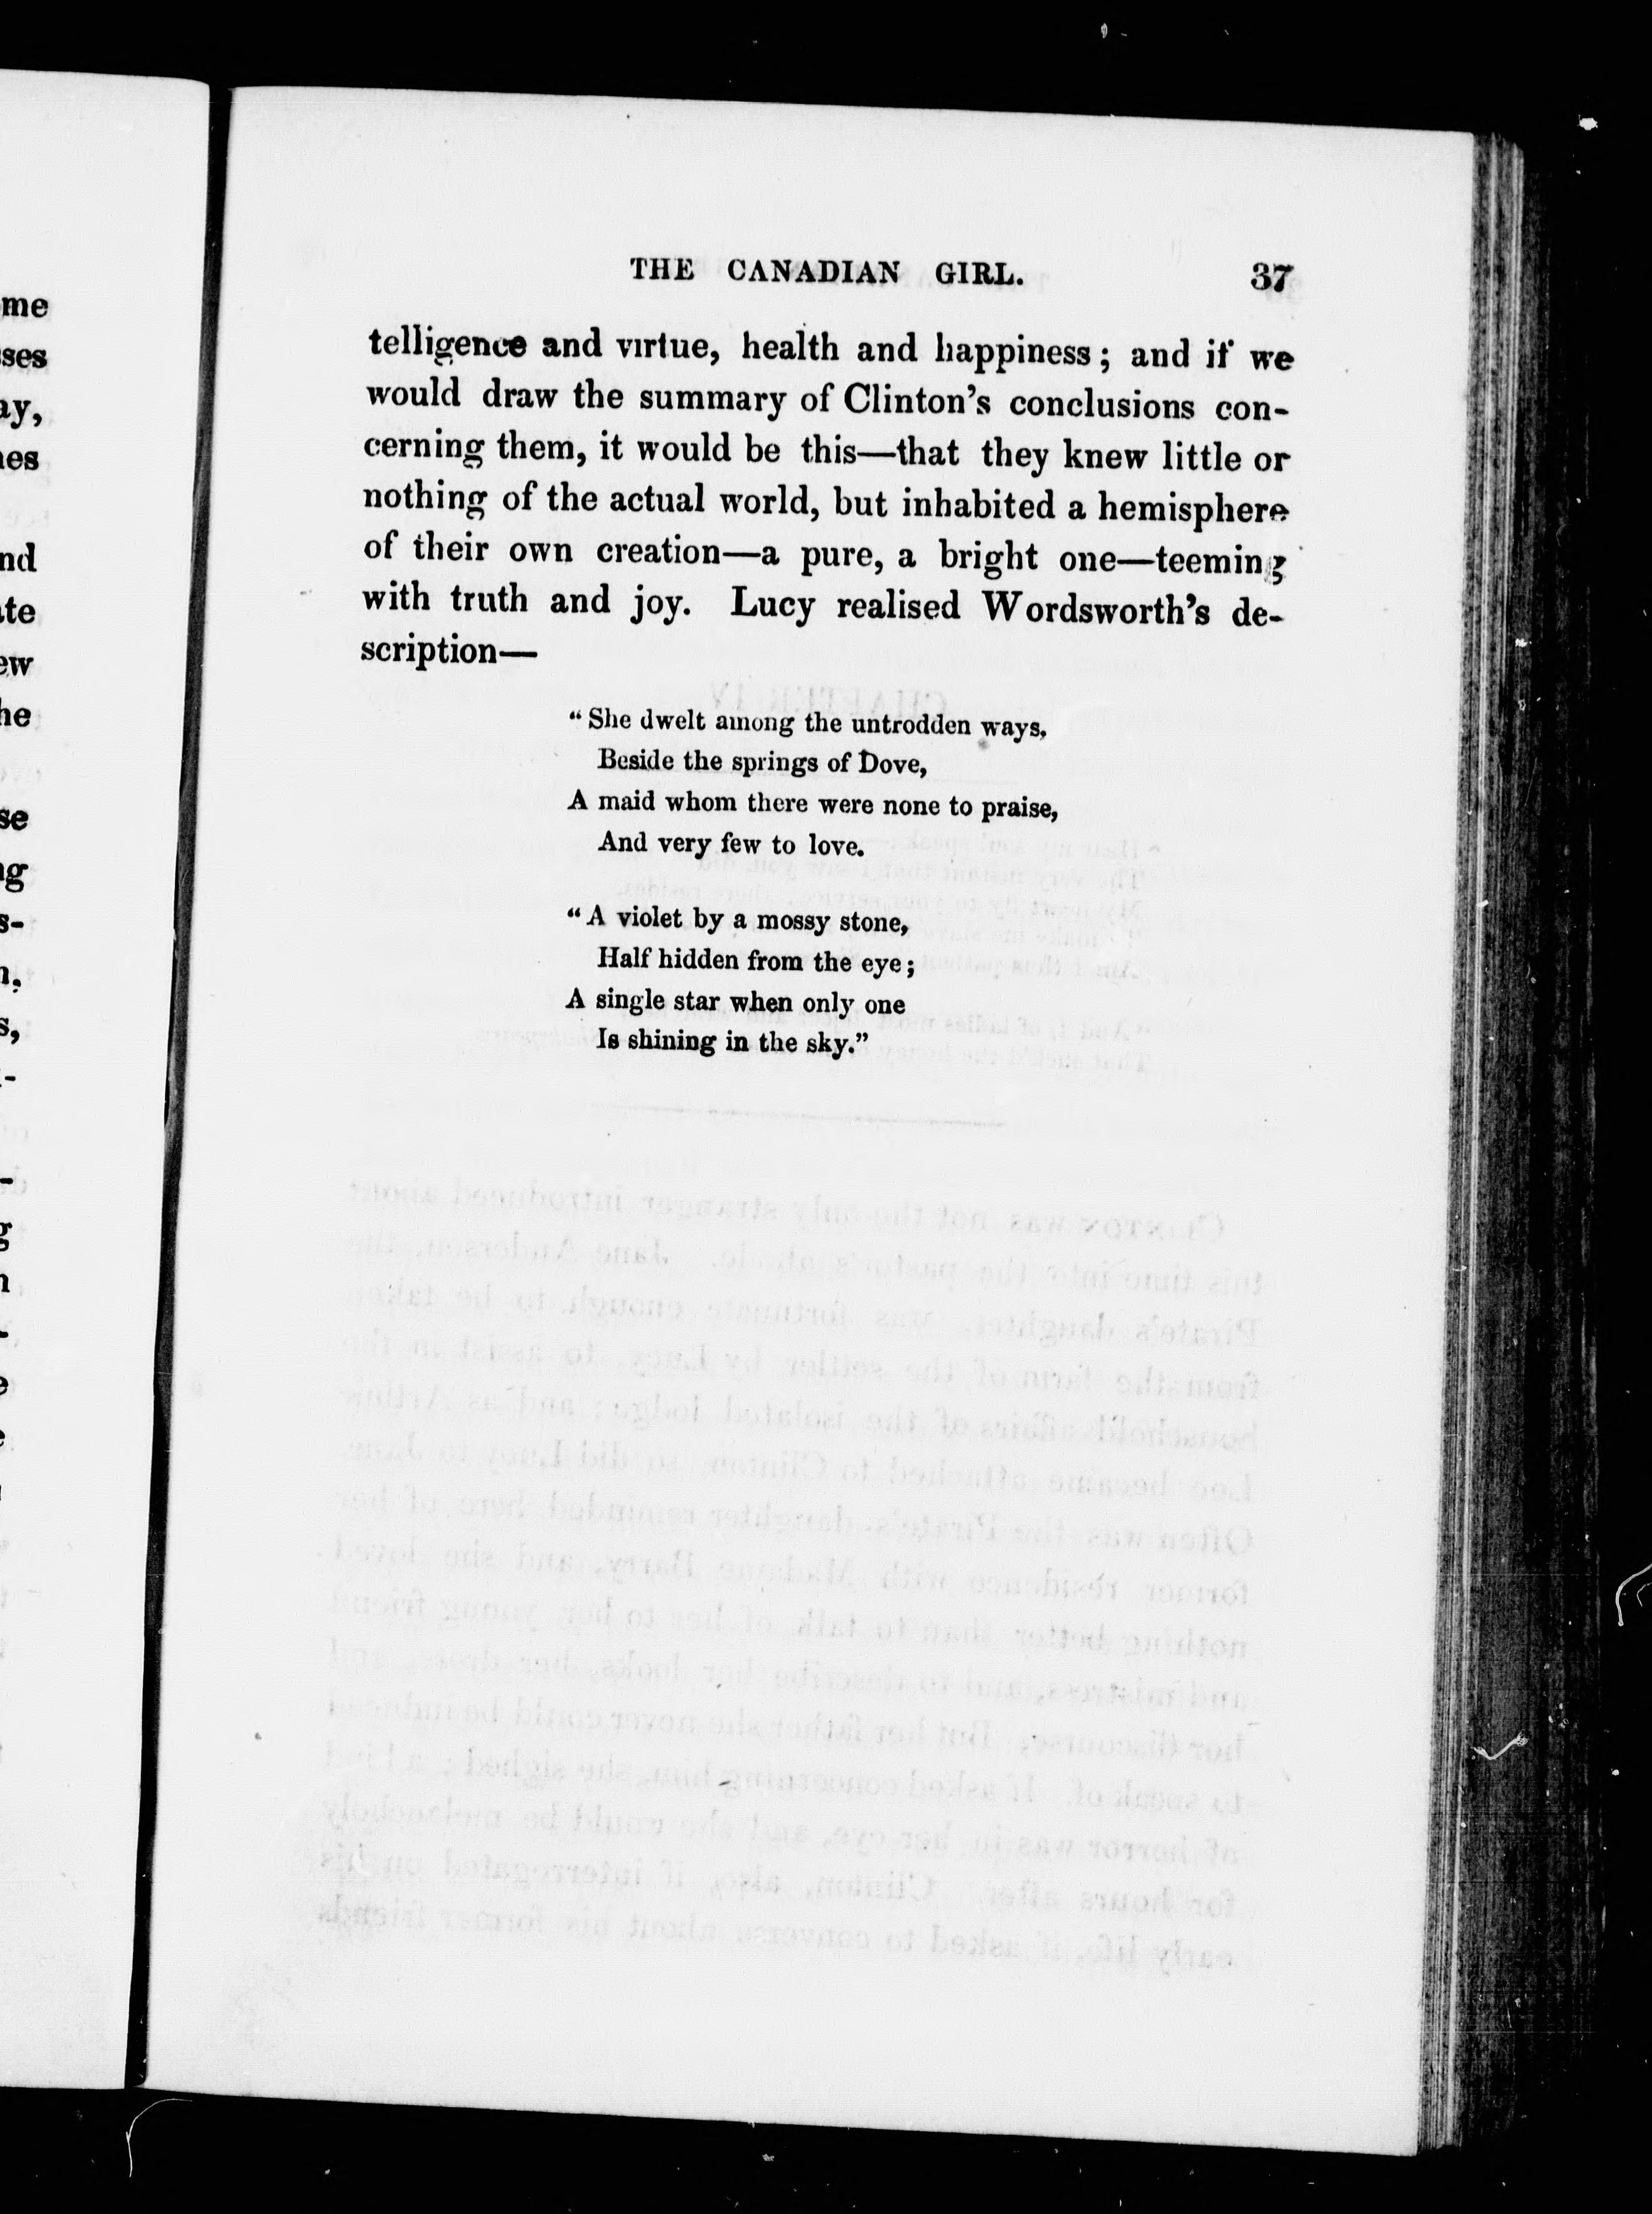 THE CANADIAN GIRL. 37
telligence and virtue, health and happiness; and if we
would draw the summary of Clinton's conclusions con-
cerning them, it would be this—that they knew little or
nothing of the actual world, but inhabited a hemisphere
of their own creation—a pure, a bright one—teeming
with truth and joy. Lucy realised Wordsworth's de-
scription—
“She dwelt among the untrodden ways,
Beside the springs of Dove,
A maid whom there were none to praise,
And very few to love.
“A violet by a mossy stone,
Half hidden from the eye;
A single star when only one
Is shining in the sky.”